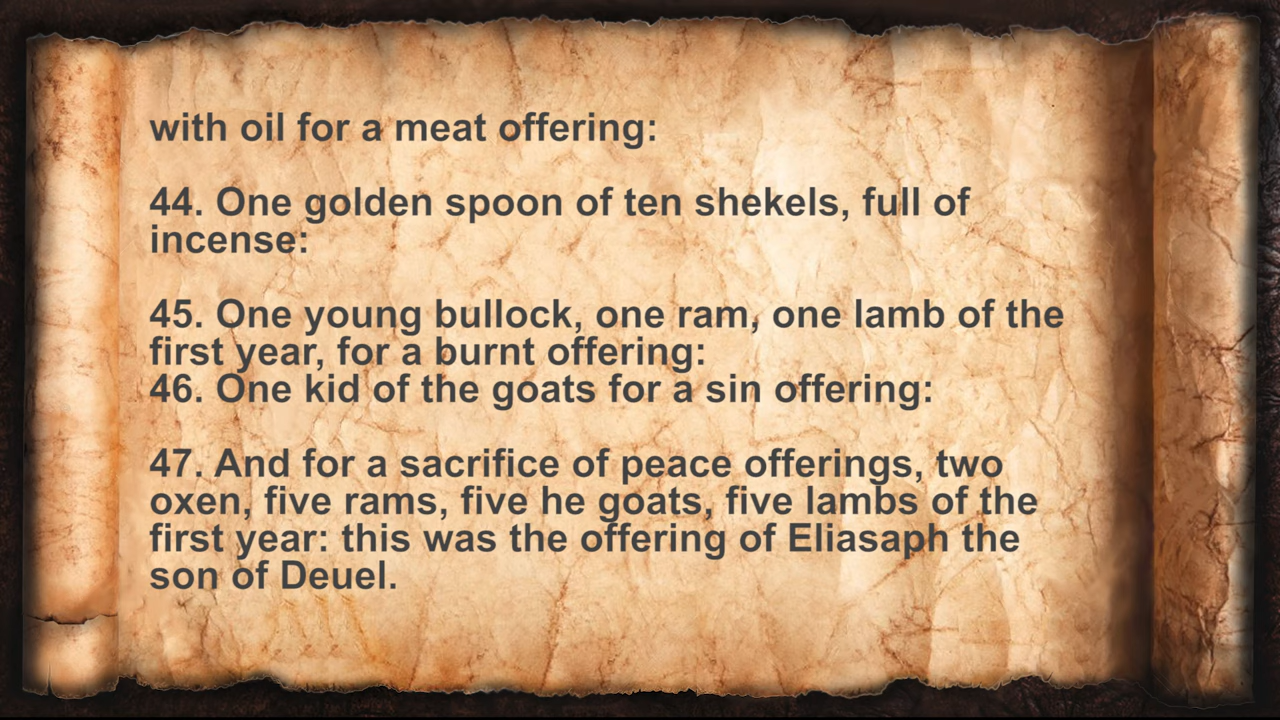 with oil for a meat offering:
44. One golden spoon of ten shekels, full of
incense:
45. One young bullock, one ram, one lamb of the
first year, for a burnt offering:
46. One kid of the goats for a sin offering:
47. And for a sacrifice of peace offerings, two
oxen, five rams, five he goats, five lambs of the
first year: this was the offering of Eliasaph the
son of Deuel.